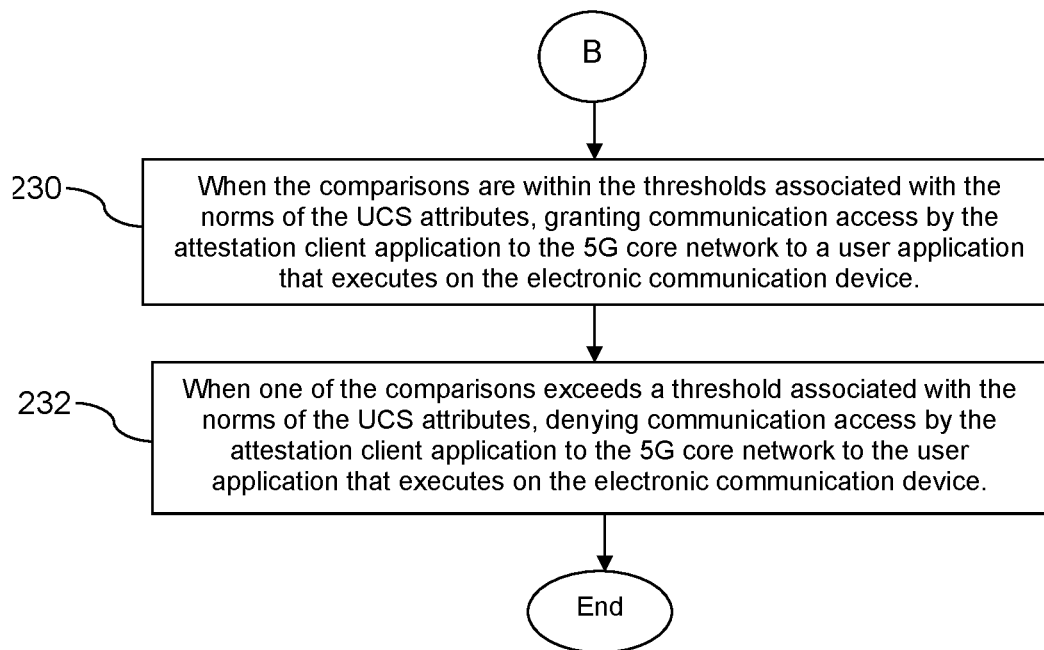 B
230
When the comparisons are within the thresholds associated with the
norms of the UCS attributes, granting communication access by the
attestation client application to the 5G core network to a user application
that executes on the electronic communication device.
232
When one of the comparisons exceeds a threshold associated with the
norms of the UCS attributes, denying communication access by the
attestation client application to the 5G core network to the user
application that executes on the electronic communication device.
End